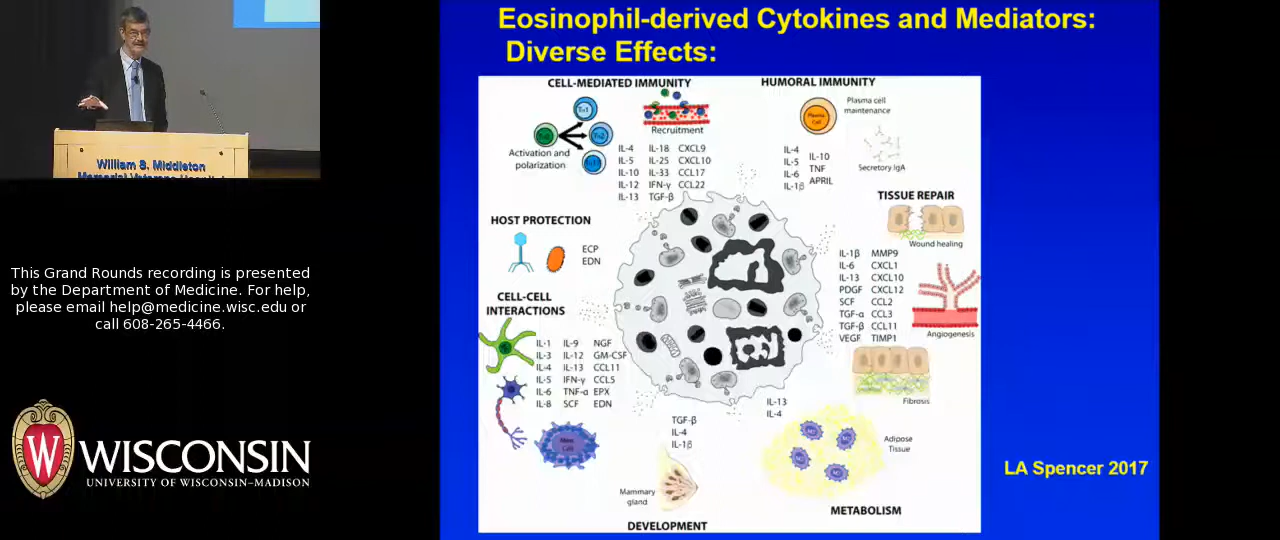 William S. Middleton
Memorial Veterans Hospital
This Grand Rounds recording is presented
by the Department of Medicine. For help,
please email help@medicine.wisc.edu or
call 608-265-4466.
W
WISCONSIN
UNIVERSITY OF WISCONSIN–MADISON
Eosinophil-derived Cytokines and Mediators:
Diverse Effects:
CELL-MEDIATED IMMUNITY
Activation and
polarization
Recruitment
IL-4 IL-18 CXCL9
IL-5 IL-25 CXCL10
IL-10 IL-33 CCL17
IL-12 IFN-γ CCL22
IL-13 TGF-β
HUMORAL IMMUNITY
Plasma
Cell
Plasma cell
maintenance
Secretory IgA
IL-4
IL-5
IL-6
IL-1β
IL-10
TNF
APRIL
HOST PROTECTION
ECP
EDN
TISSUE REPAIR
Wound healing
IL-1β MMP9
IL-6 CXCL1
IL-13 CXCL10
PDGF CXCL12
SCF CCL2
TGF-α CCL3
TGF-β CCL11
VEGF TIMP1
Angiogenesis
Fibrosis
CELL-CELL
INTERACTIONS
IL-1 IL-9 NGF
IL-3 IL-12 GM-CSF
IL-4 IL-13 CCL11
IL-5 IFN-γ CCL5
IL-6 TNF-α EPX
IL-8 SCF EDN
Mast
Cell
TGF-β
IL-4
IL-1β
Mammary
gland
DEVELOPMENT
IL-13
IL-4
Adipose
Tissue
METABOLISM
LA Spencer 2017